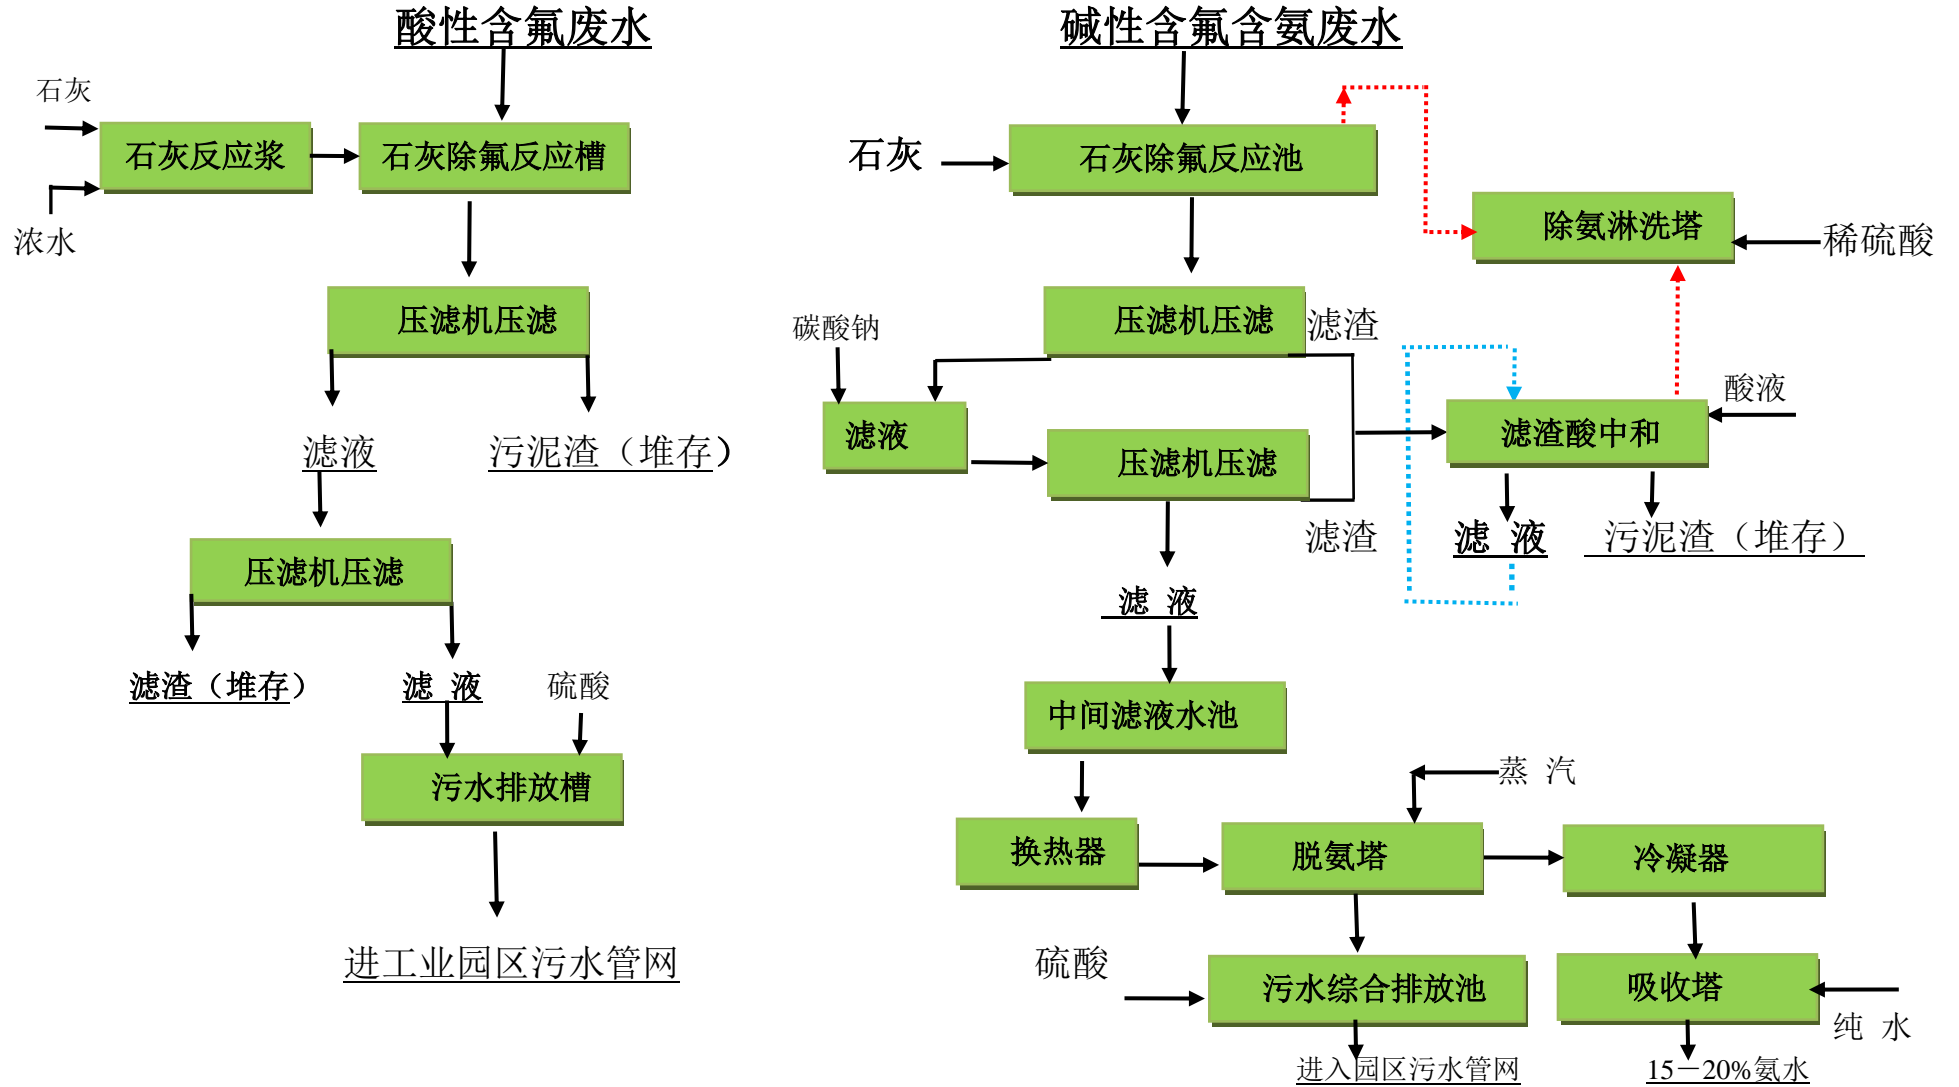 酸性含氟废水
石灰
石灰反应浆
石灰除氟反应槽
浓水
压滤机压滤
滤液
污泥渣（堆存）
压滤机压滤
滤渣（堆存）
滤 液
硫酸
污水排放槽
进工业园区污水管网
碱性含氟含氨废水
石灰
石灰除氟反应池
除氨淋洗塔
稀硫酸
压滤机压滤
滤渣
碳酸钠
滤液
压滤机压滤
滤渣
酸液
滤渣酸中和
滤 液
污泥渣（堆存）
滤 液
中间滤液水池
蒸 汽
换热器
脱氨塔
冷凝器
硫酸
污水综合排放池
吸收塔
纯 水
进入园区污水管网
15－20%氨水